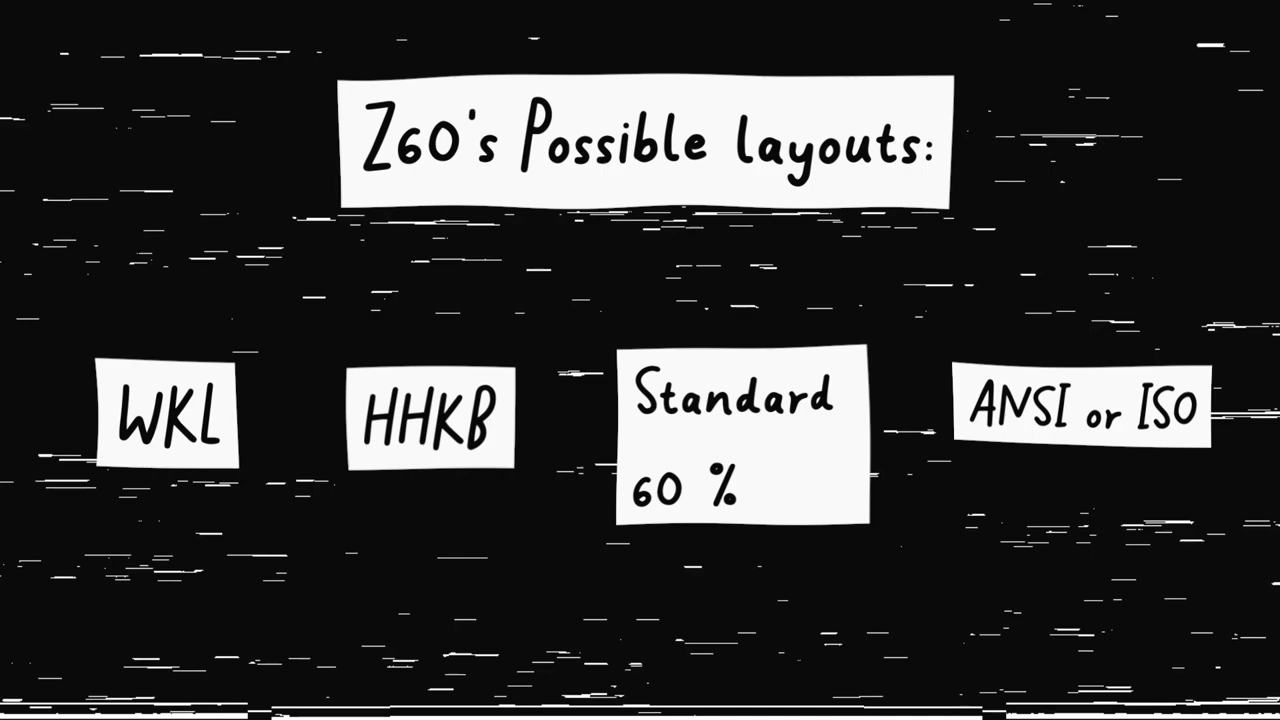 Z60's Possible layouts:
WKL
HHKB
Standard
60 %
ANSI or ISO